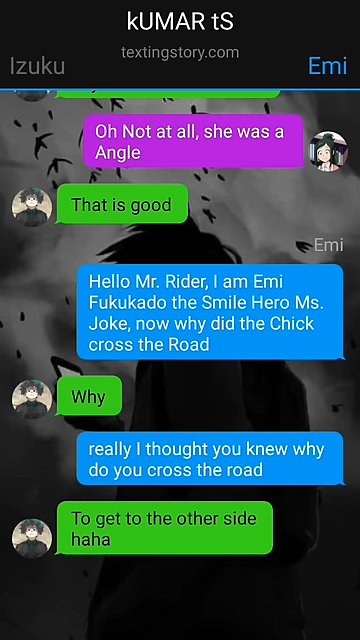 kUMAR tS
textingstory.com
Izuku
Emi
Oh Not at all, she was a
Angle
That is good
Emi
Hello Mr. Rider, I am Emi
Fukukado the Smile Hero Ms.
Joke, now why did the Chick
cross the Road
Why
really I thought you knew why
do you cross the road
To get to the other side
haha